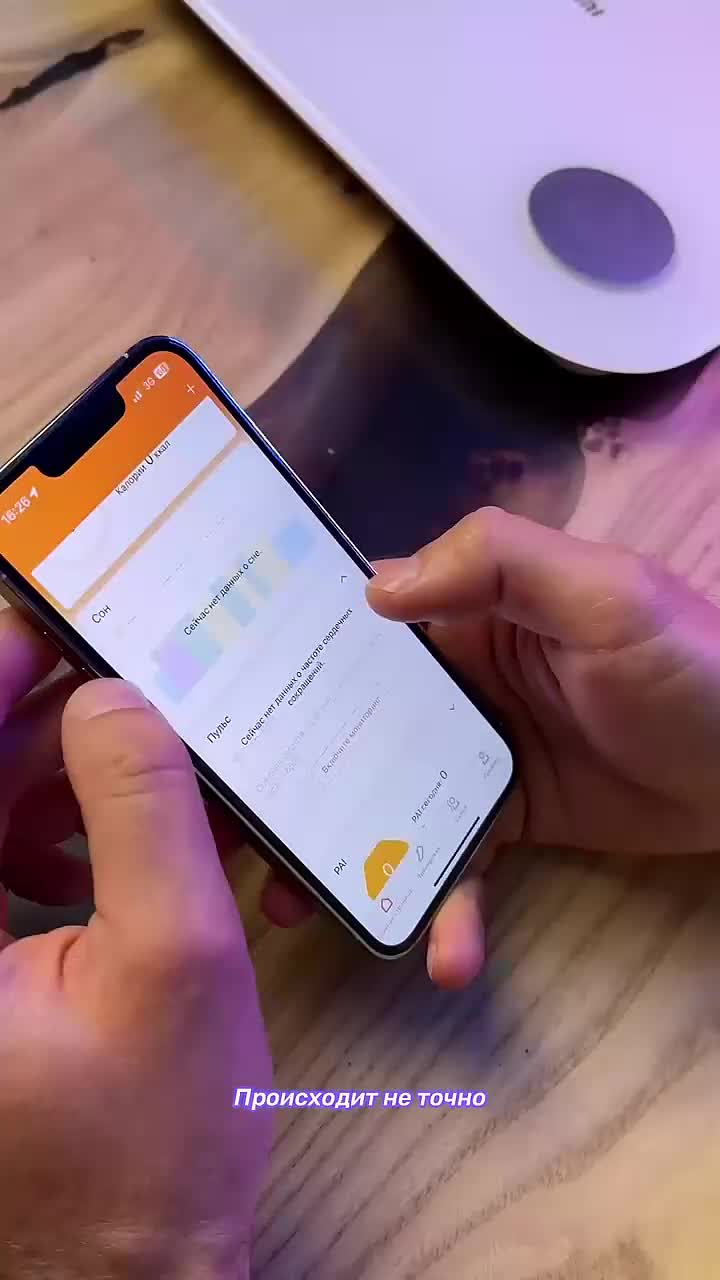 16:26
3G 61
+
Калории 0 ккал
Сон
Сейчас нет данных о сне.
Пульс
Сейчас нет данных о частоте сердечных
сокращений.
Включите мониторинг
PAI
0
PAI сегодня: 0
Происходит не точно